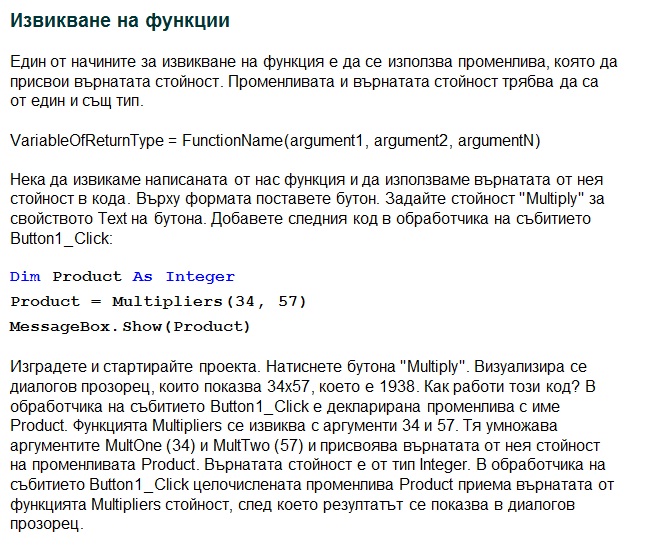 Извикване на функции
Един от начините за извикване на функция е да се използва променлива, която да
присвои върнатата стойност. Променливата и върнатата стойност трябва да са
от един и същ тип.
VariableOfReturnType = FunctionName(argument1, argument2, argumentN)
Нека да извикаме написаната от нас функция и да използваме върнатата от нея
стойност в кода. Върху формата поставете бутон. Задайте стойност "Multiply" за
свойството Text на бутона. Добавете следния код в обработчика на събитието
Button1_Click:
Dim Product As Integer
Product = Multipliers(34, 57)
MessageBox.Show(Product)
Изградете и стартирайте проекта. Натиснете бутона "Multiply". Визуализира се
диалогов прозорец, които показва 34x57, което е 1938. Как работи този код? В
обработчика на събитието Button1_Click е декларирана променлива с име
Product. Функцията Multipliers се извиква с аргументи 34 и 57. Тя умножава
аргументите MultOne (34) и MultTwo (57) и присвоява върнатата от нея стойност
на променливата Product. Върнатата стойност е от тип Integer. В обработчика на
събитието Button1_Click целочислената променлива Product приема върнатата от
функцията Multipliers стойност, след което резултатът се показва в диалогов
прозорец.